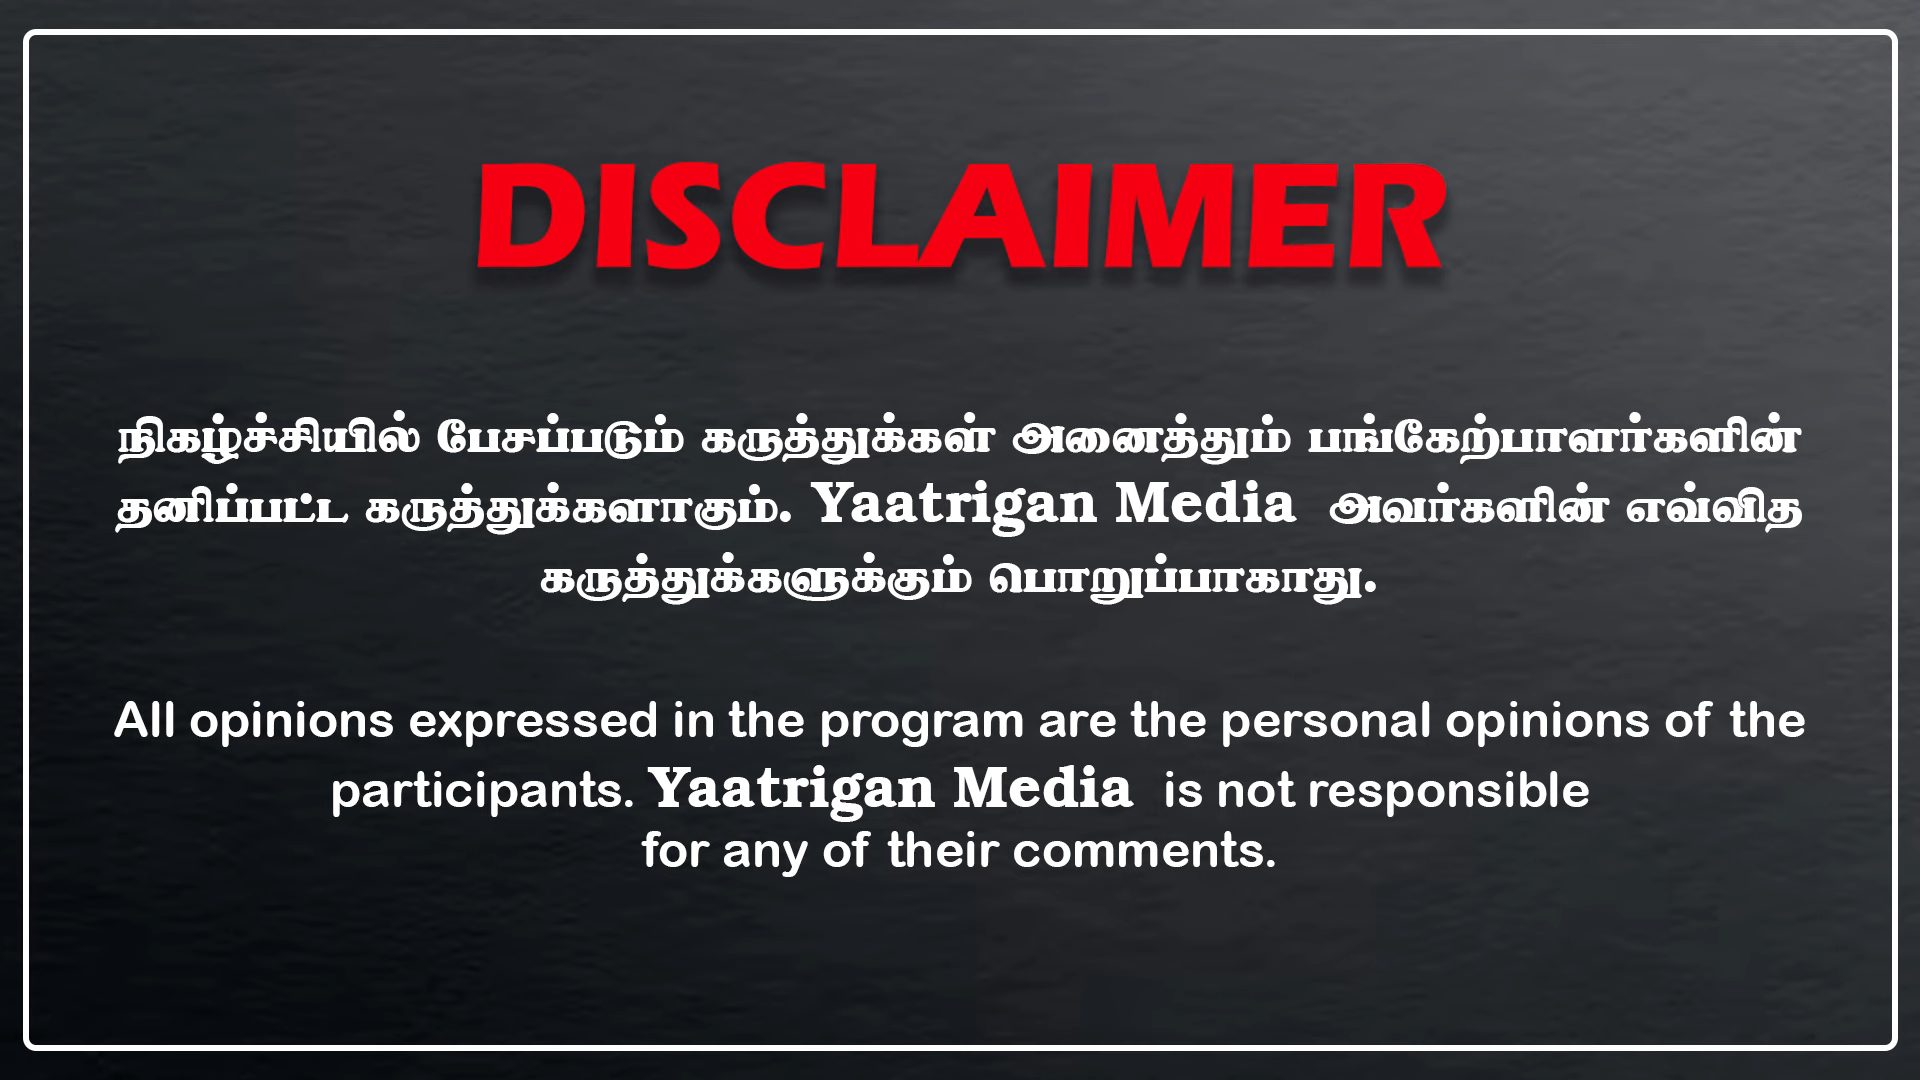 DISCLAIMER
நிகழ்ச்சியில் பேசப்படும் கருத்துக்கள் அனைத்தும் பங்கேற்பாளர்களின்
தனிப்பட்ட கருத்துக்களாகும். Yaatrigan Media அவர்களின் எவ்வித
கருத்துக்களுக்கும் பொறுப்பாகாது.
All opinions expressed in the program are the personal opinions of the
participants. Yaatrigan Media is not responsible
for any of their comments.